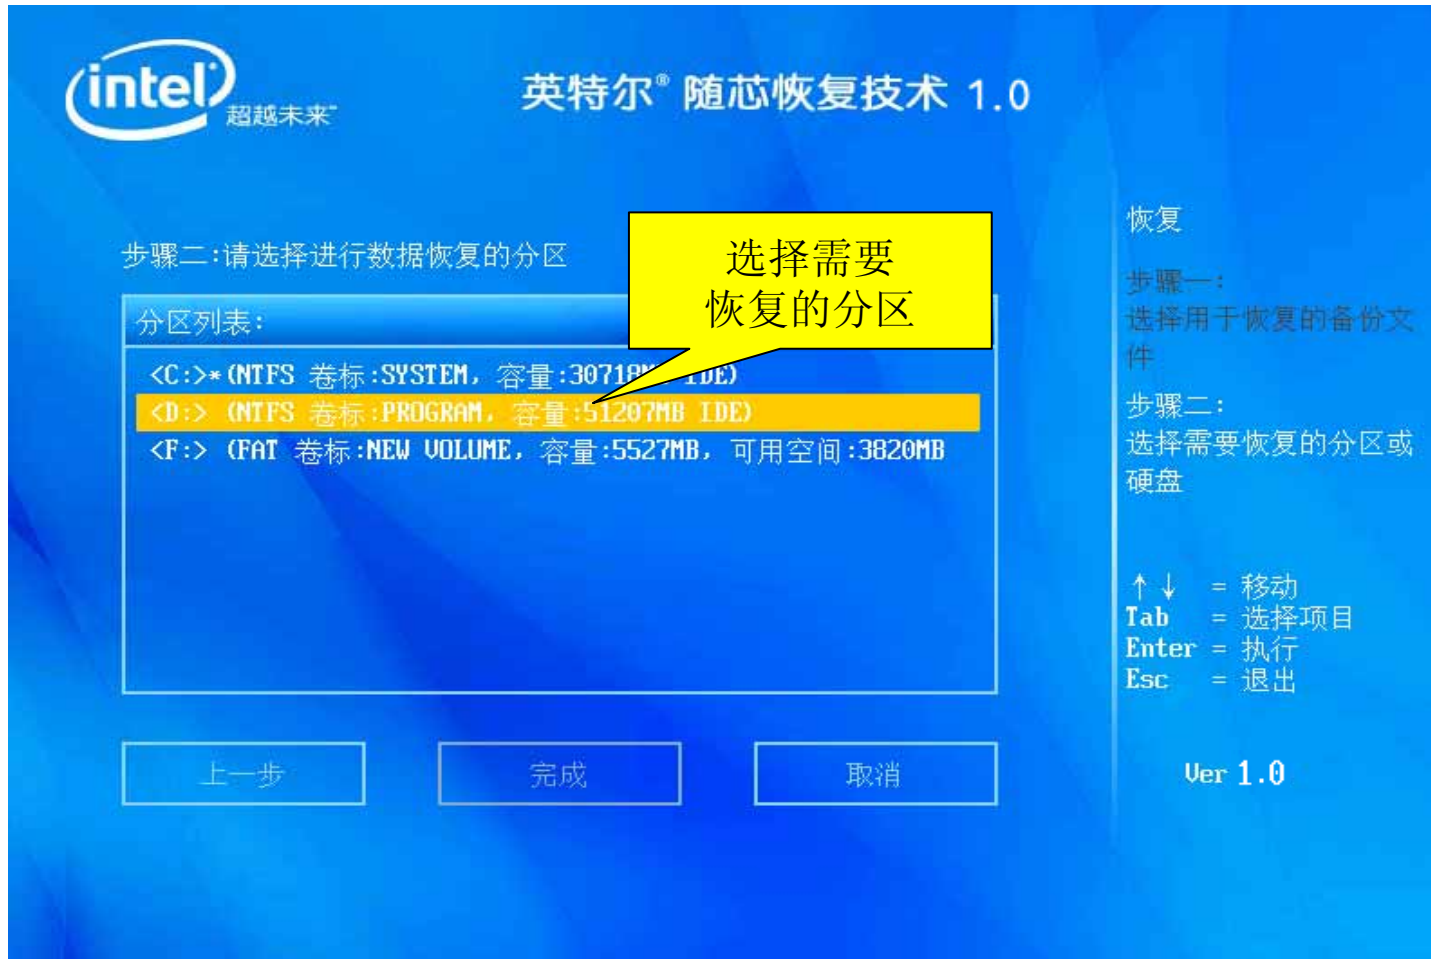 intel
超越未来™
英特尔® 随芯恢复技术 1.0
步骤二:请选择进行数据恢复的分区
选择需要
恢复的分区
分区列表:
<C:>*(NTFS 卷标:SYSTEM, 容量:30718M IDE)
<D:> (NTFS 卷标:PROGRAM, 容量:51207MB IDE)
<F:> (FAT 卷标:NEW VOLUME, 容量:5527MB, 可用空间:3820MB
上一步
完成
取消
恢复
步骤一:
选择用于恢复的备份文
件
步骤二:
选择需要恢复的分区或
硬盘
↑↓ = 移动
Tab = 选择项目
Enter = 执行
Esc = 退出
Ver 1.0